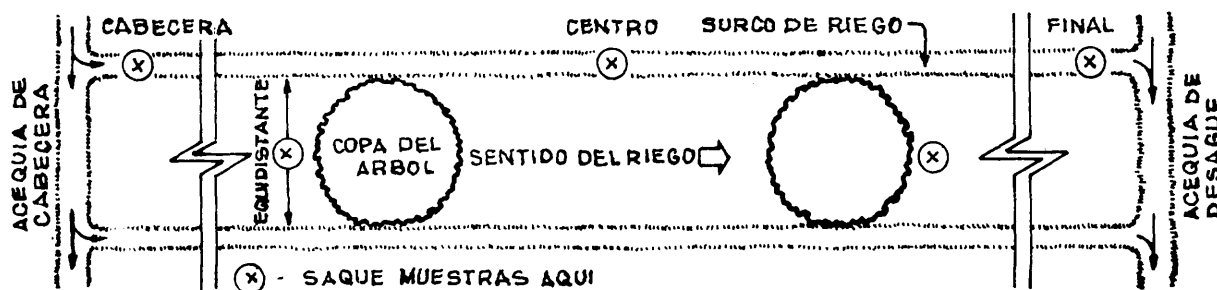 CABECERA
CENTRO
SURCO DE RIEGO
FINAL
ACEQUIA DE
CABECERA
EQUIDISTANTE
COPA DEL
ARBOL
SENTIDO DEL RIEGO
ACEQUIA DE
DESAGUE
X - SAQUE MUESTRAS AQUI